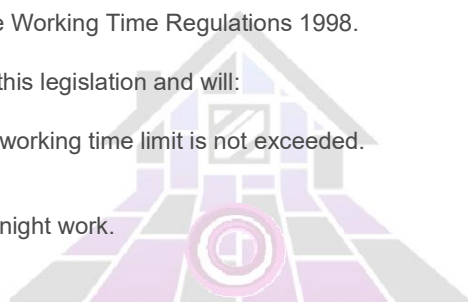 e Working Time Regulations 1998.
this legislation and will:
working time limit is not exceeded.
night work.